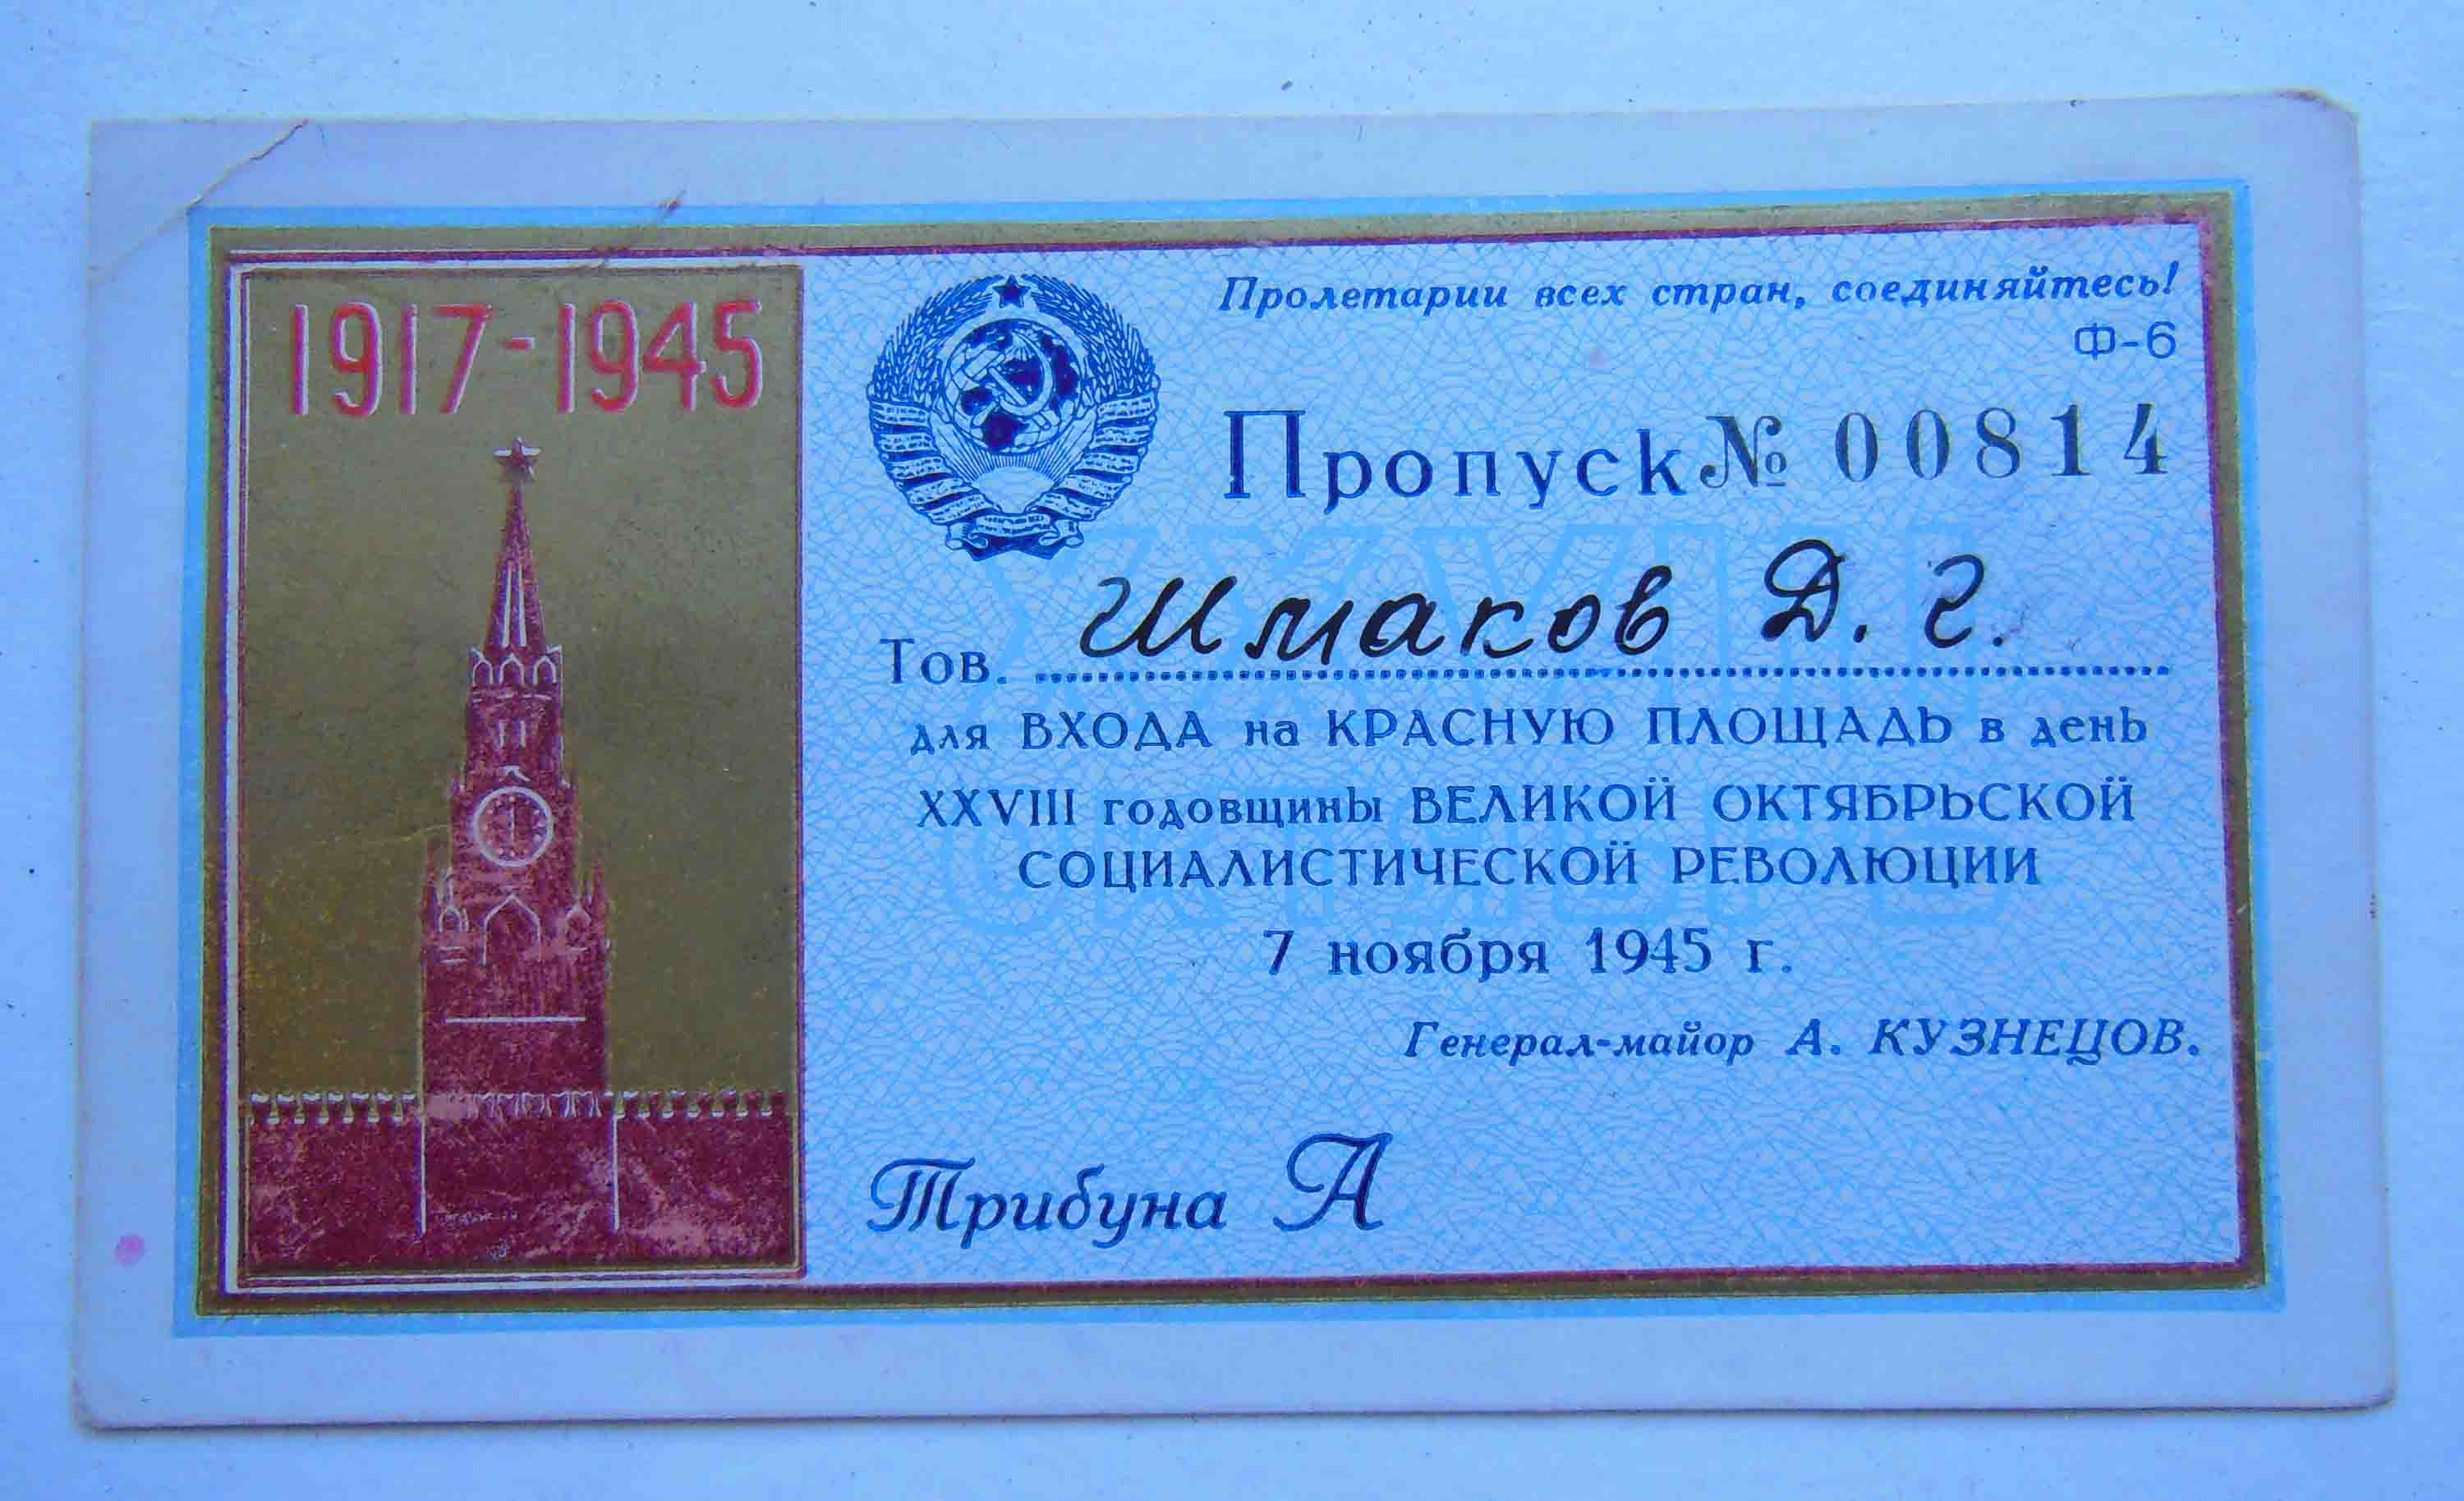 1917-1945
Пролетарии всех стран, соединяйтесь!
Ф-6
Пропуск № 00814
Тов. Шмаков Д. Г.
для ВХОДА на КРАСНУЮ ПЛОЩАДЬ в день
XXVIII годовщины ВЕЛИКОЙ ОКТЯБРЬСКОЙ
СОЦИАЛИСТИЧЕСКОЙ РЕВОЛЮЦИИ
7 ноября 1945 г.
Генерал-майор А. КУЗНЕЦОВ.
Трибуна А